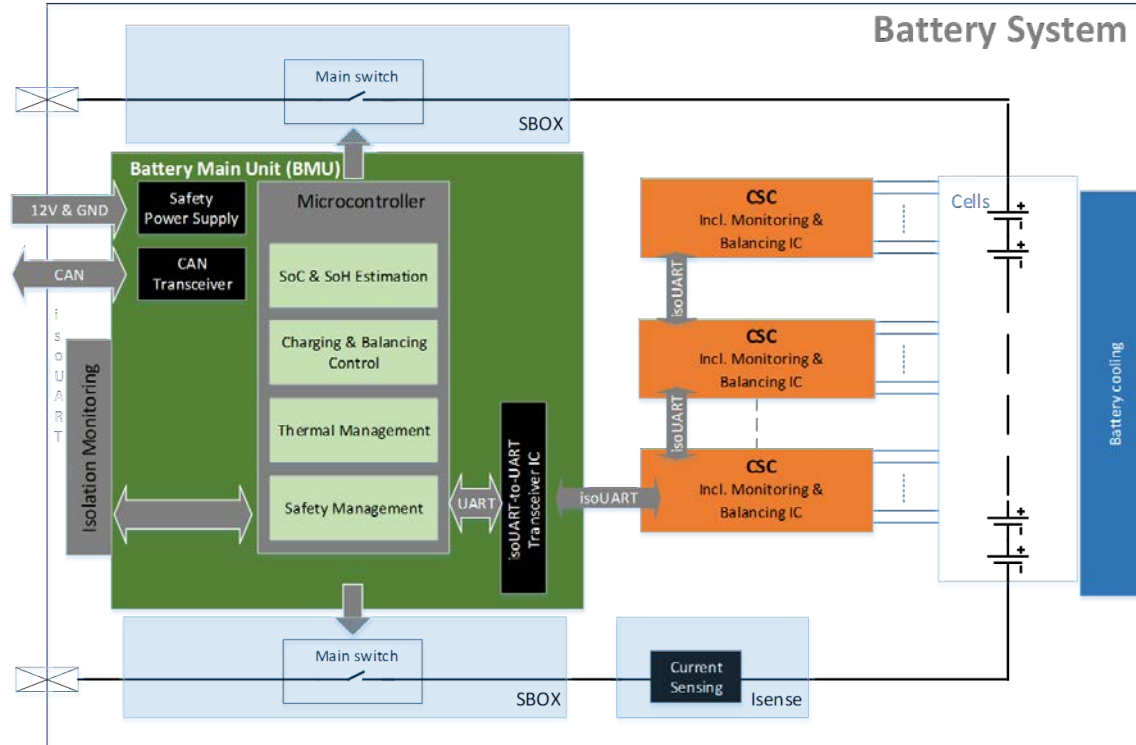 Battery System
Main switch
SBOX
Battery Main Unit (BMU)
12V & GND
Safety
Power Supply
Microcontroller
CAN
CAN
Transceiver
SoC & SoH Estimation
Charging & Balancing
Control
Thermal Management
Safety Management
isoUART
Isolation Monitoring
UART
isoUART-to-UART
Transceiver IC
isoUART
CSC
Incl. Monitoring &
Balancing IC
isoUART
CSC
Incl. Monitoring &
Balancing IC
isoUART
CSC
Incl. Monitoring &
Balancing IC
Cells
+
+
+
+
Battery cooling
Main switch
SBOX
Current
Sensing
Isense